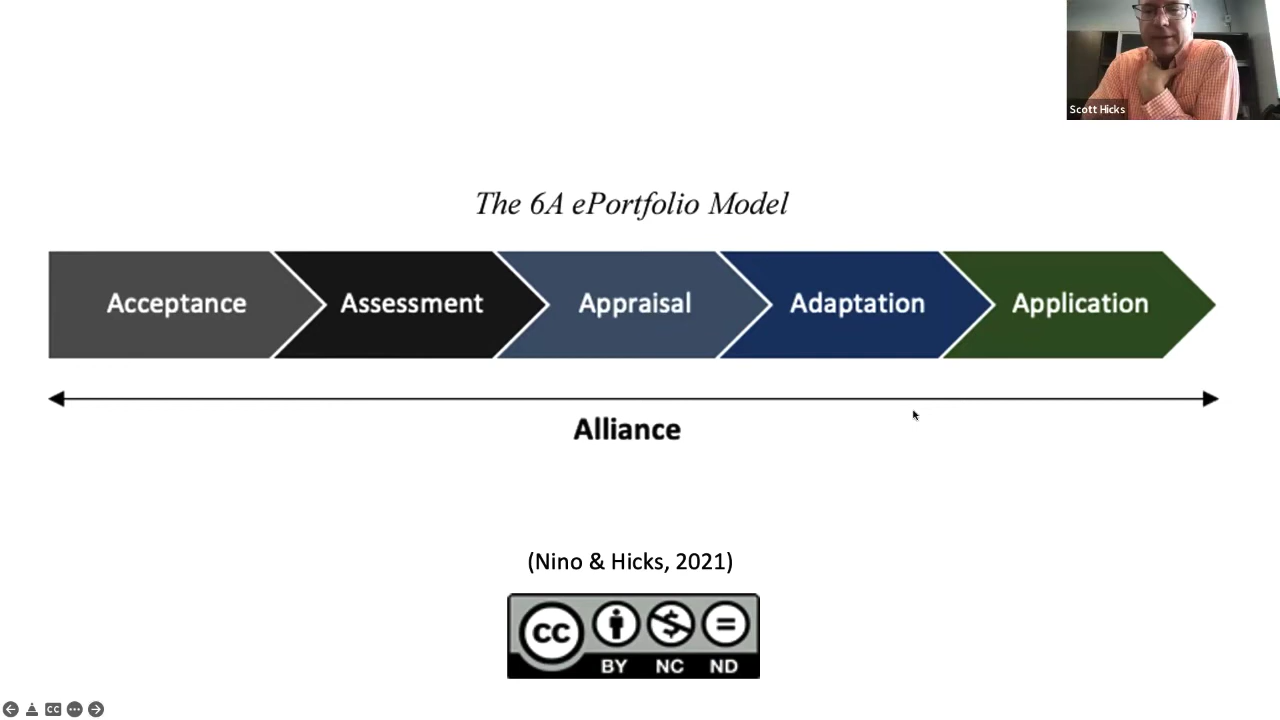 Scott Hicks
The 6A ePortfolio Model
Acceptance
Assessment
Appraisal
Adaptation
Application
Alliance
(Nino & Hicks, 2021)
CC
BY NC ND
CC